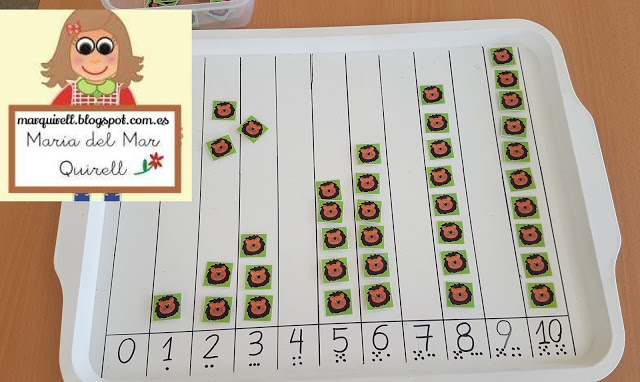 marquirell.blogspot.com.es
María del Mar
Quirell
0 1 2 3 4 5 6 7 8 9 10